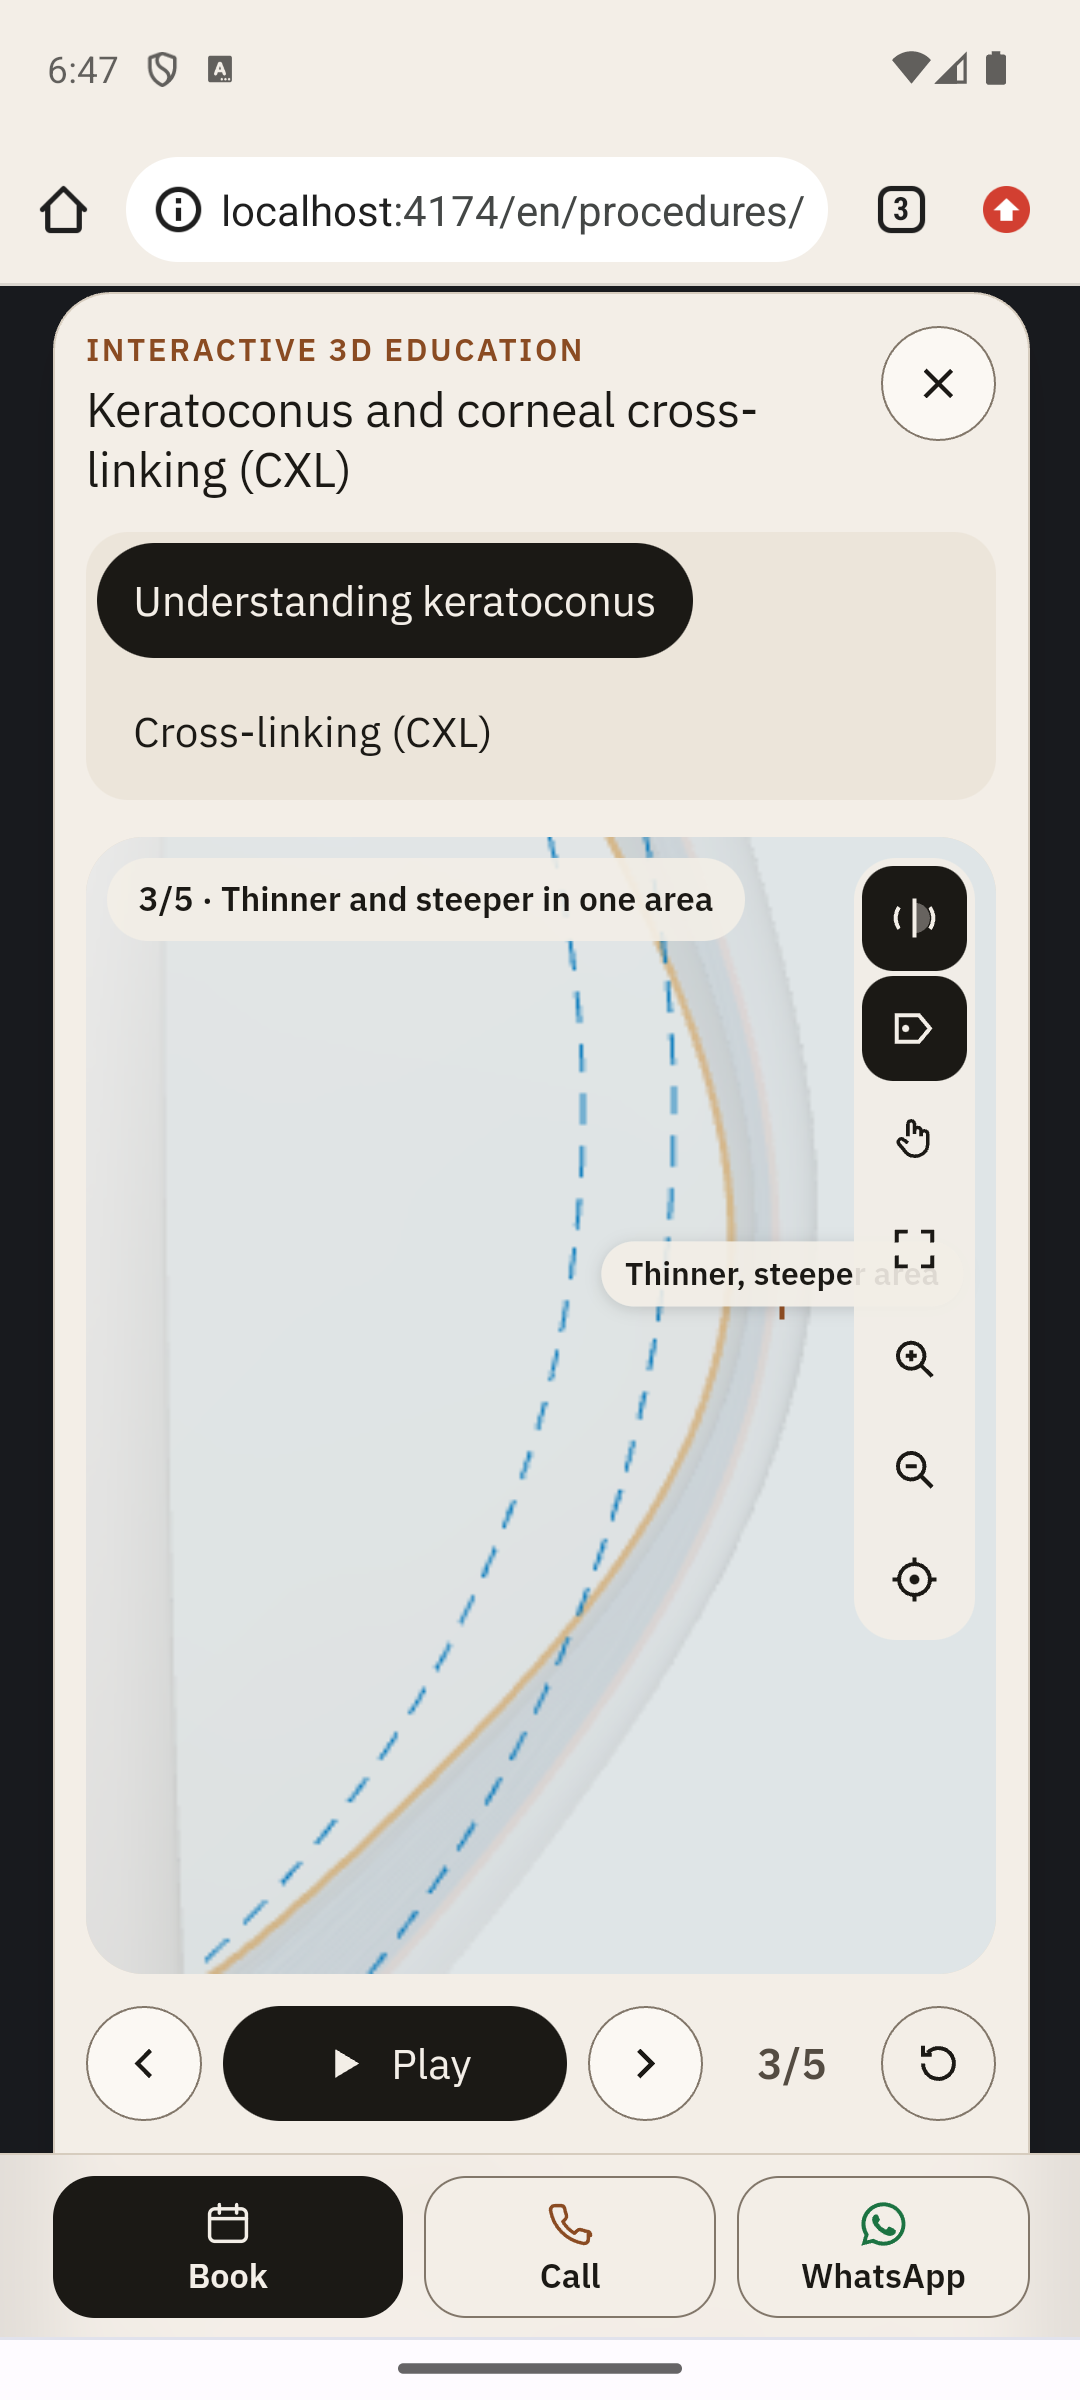 6:47
A
localhost:4174/en/procedures/
3
INTERACTIVE 3D EDUCATION
Keratoconus and corneal cross-
linking (CXL)
Understanding keratoconus
Cross-linking (CXL)
3/5 · Thinner and steeper in one area
Thinner, steeper area
Play
3/5
Book
Call
WhatsApp